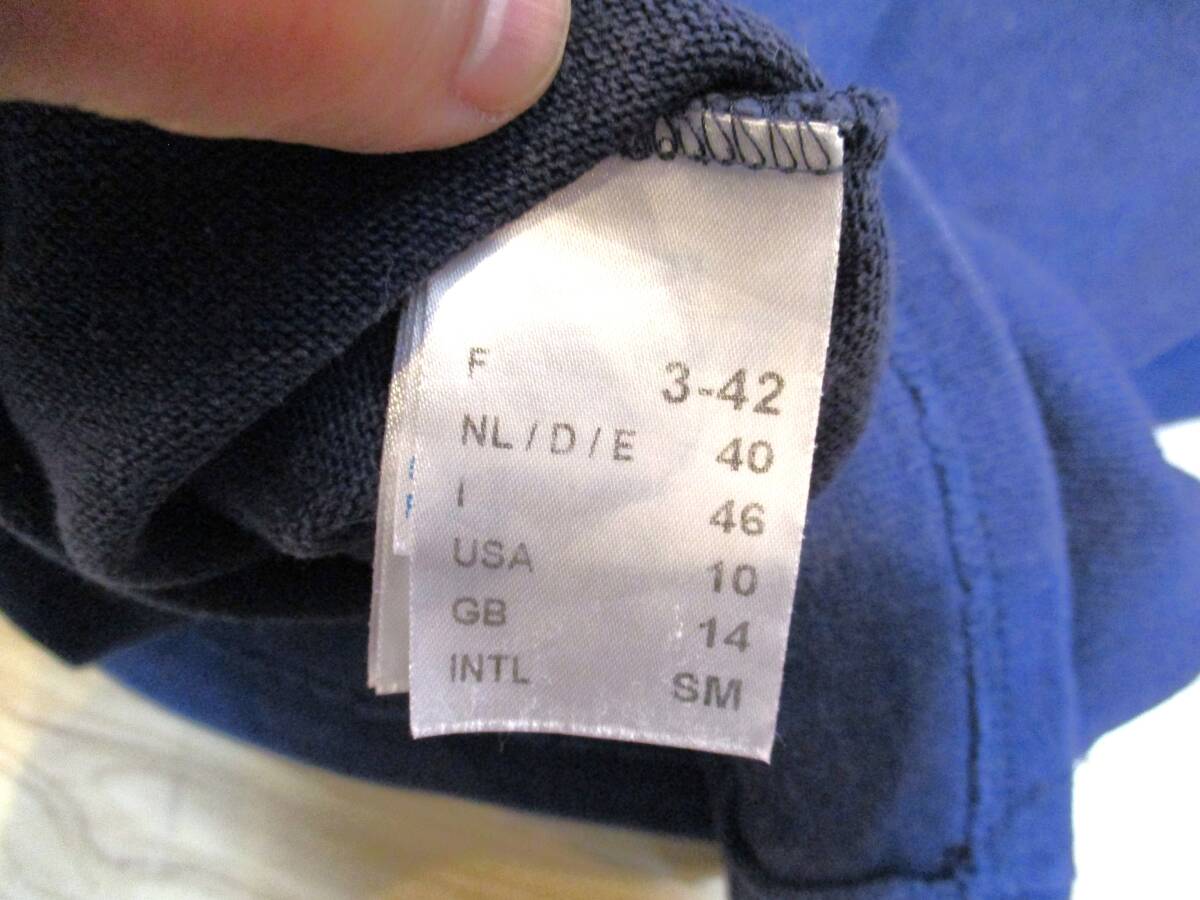 F 3-42
NL / D / E 40
I 46
USA 10
GB 14
INTL SM